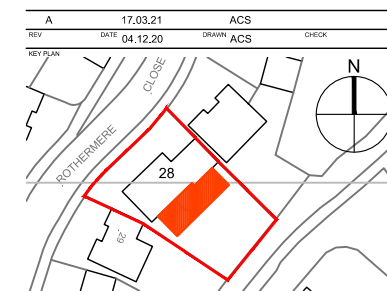 A 17.03.21 ACS
REV DATE 04.12.20 DRAWN ACS CHECK
KEY PLAN
N
CLOSE
ROTHERMERE
28
29